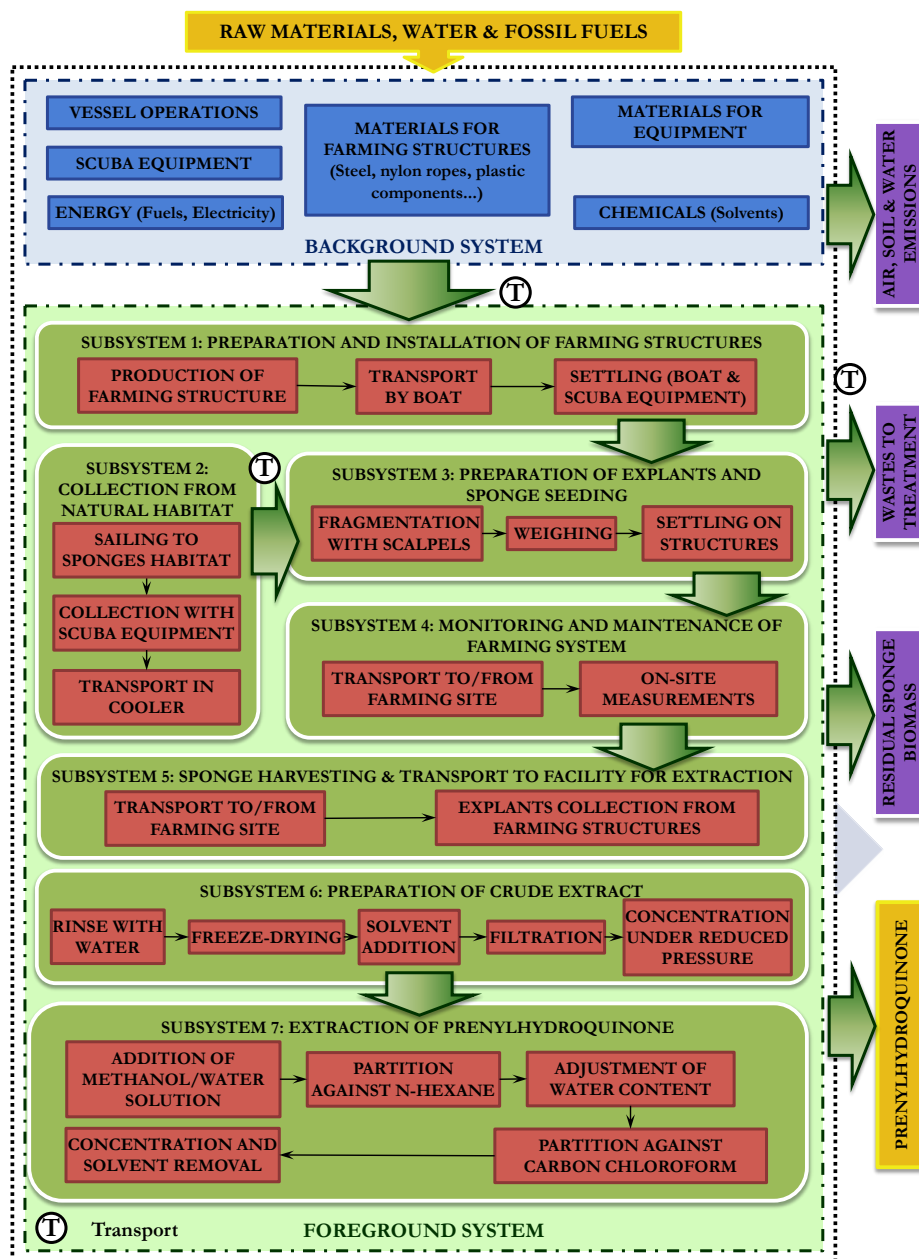 RAW MATERIALS, WATER & FOSSIL FUELS
VESSEL OPERATIONS
SCUBA EQUIPMENT
ENERGY (Fuels, Electricity)
MATERIALS FOR
FARMING STRUCTURES
(Steel, nylon ropes, plastic
components...)
MATERIALS FOR
EQUIPMENT
CHEMICALS (Solvents)
BACKGROUND SYSTEM
AIR, SOIL & WATER
EMISSIONS
T
SUBSYSTEM 1: PREPARATION AND INSTALLATION OF FARMING STRUCTURES
PRODUCTION OF
FARMING STRUCTURE
TRANSPORT
BY BOAT
SETTLING (BOAT &
SCUBA EQUIPMENT)
T
WASTES TO
TREATMENT
SUBSYSTEM 2:
COLLECTION FROM
NATURAL HABITAT
SAILING TO
SPONGES HABITAT
COLLECTION WITH
SCUBA EQUIPMENT
TRANSPORT IN
COOLER
T
SUBSYSTEM 3: PREPARATION OF EXPLANTS AND
SPONGE SEEDING
FRAGMENTATION
WITH SCALPELS
WEIGHING
SETTLING ON
STRUCTURES
SUBSYSTEM 4: MONITORING AND MAINTENANCE OF
FARMING SYSTEM
TRANSPORT TO/FROM
FARMING SITE
ON-SITE
MEASUREMENTS
RESIDUAL SPONGE
BIOMASS
SUBSYSTEM 5: SPONGE HARVESTING & TRANSPORT TO FACILITY FOR EXTRACTION
TRANSPORT TO/FROM
FARMING SITE
EXPLANTS COLLECTION FROM
FARMING STRUCTURES
SUBSYSTEM 6: PREPARATION OF CRUDE EXTRACT
RINSE WITH
WATER
FREEZE-DRYING
SOLVENT
ADDITION
FILTRATION
CONCENTRATION
UNDER REDUCED
PRESSURE
PRENYLHYDROQUINONE
SUBSYSTEM 7: EXTRACTION OF PRENYLHYDROQUINONE
ADDITION OF
METHANOL/WATER
SOLUTION
PARTITION
AGAINST N-HEXANE
ADJUSTMENT OF
WATER CONTENT
CONCENTRATION AND
SOLVENT REMOVAL
PARTITION AGAINST
CARBON CHLOROFORM
T Transport
FOREGROUND SYSTEM